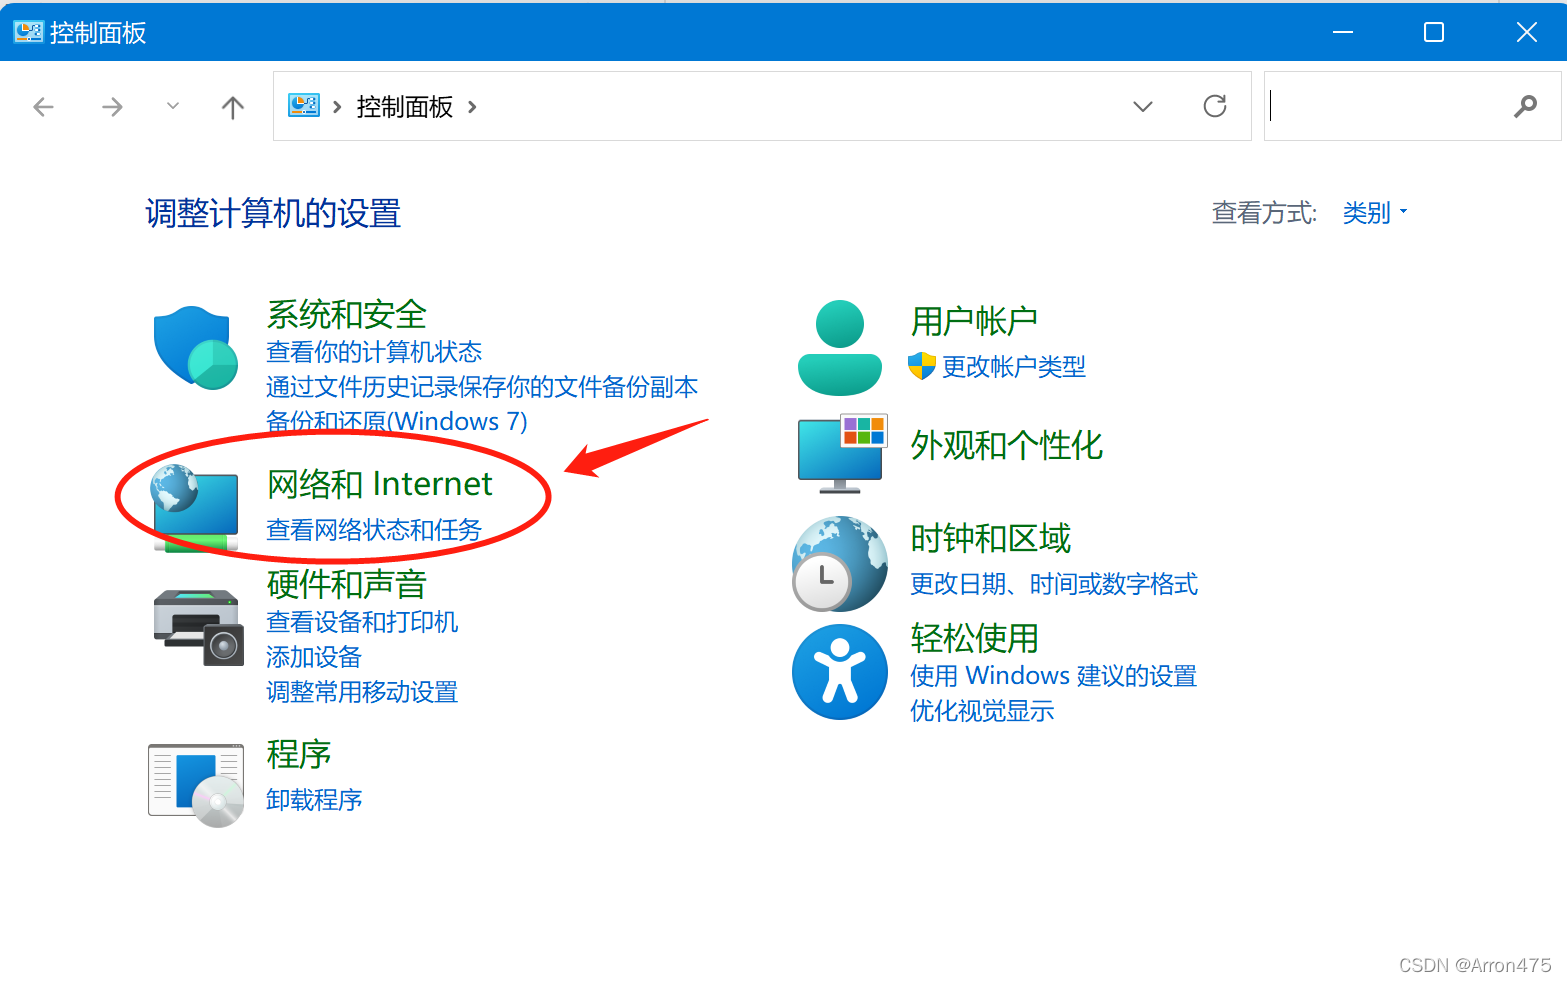 控制面板
控制面板
调整计算机的设置
查看方式: 类别
系统和安全
查看你的计算机状态
通过文件历史记录保存你的文件备份副本
备份和还原(Windows 7)
网络和 Internet
查看网络状态和任务
硬件和声音
查看设备和打印机
添加设备
调整常用移动设置
程序
卸载程序
用户帐户
更改帐户类型
外观和个性化
时钟和区域
更改日期、时间或数字格式
轻松使用
使用 Windows 建议的设置
优化视觉显示
CSDN @Arron475